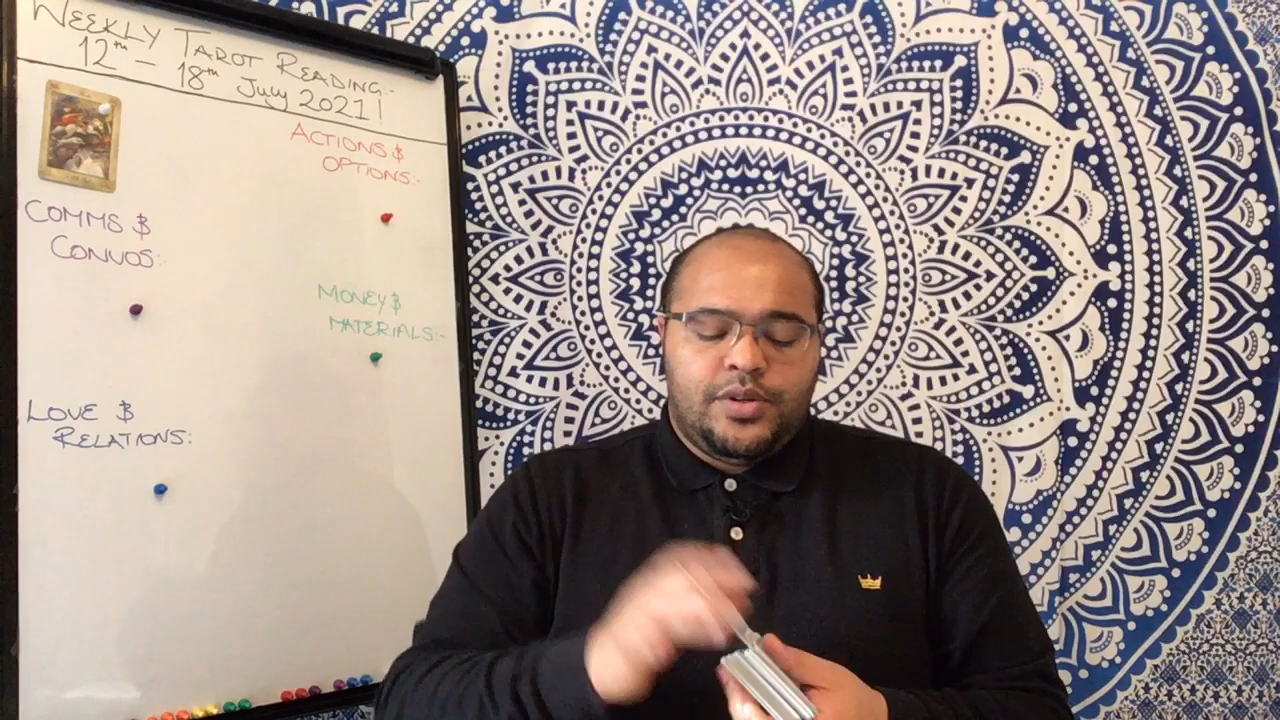 WEEKLY TAROT READING:-
12th - 18th July 2021!
ACTIONS &
OPTIONS:-
COMMS &
CONVOS:-
MONEY &
MATERIALS:-
LOVE &
RELATIONS: